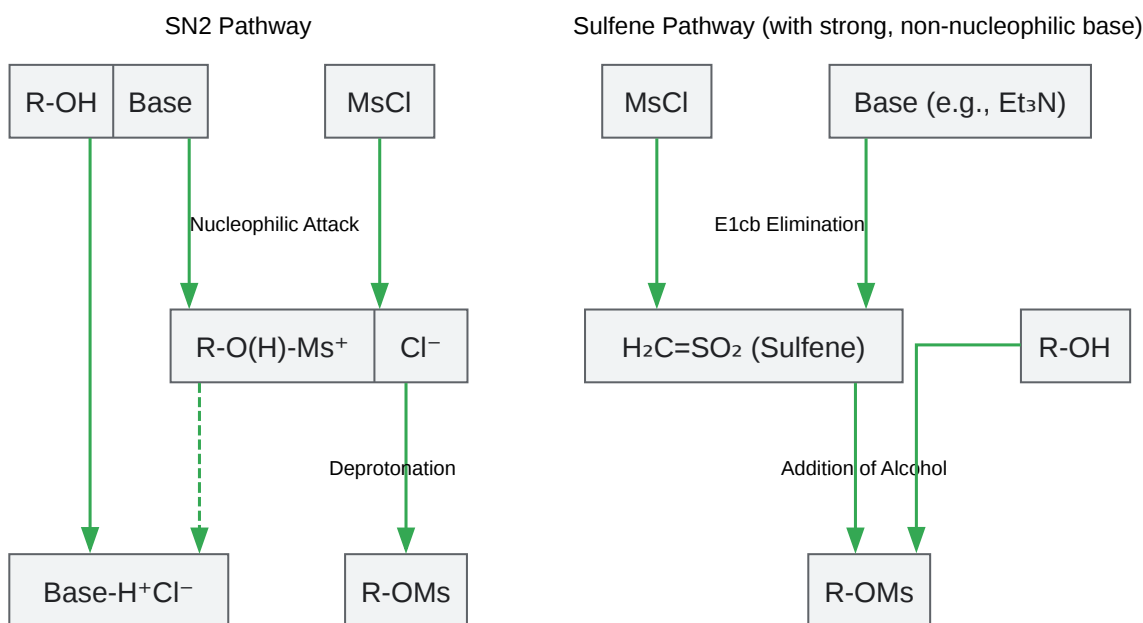 SN2 Pathway
R-OH
Base
MsCl
Nucleophilic Attack
R-O(H)-Ms⁺
Cl⁻
Deprotonation
Base-H⁺Cl⁻
R-OMs
Sulfene Pathway (with strong, non-nucleophilic base)
MsCl
Base (e.g., Et₃N)
E1cb Elimination
H₂C=SO₂ (Sulfene)
R-OH
Addition of Alcohol
R-OMs